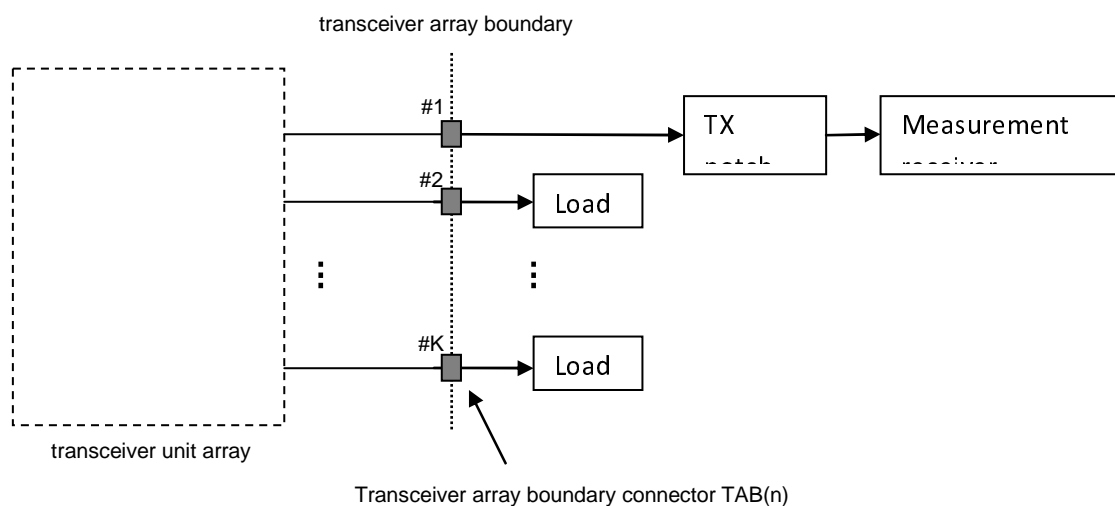 transceiver array boundary
#1
TX
Measurement
#2
Load
#K
Load
transceiver unit array
Transceiver array boundary connector TAB(n)